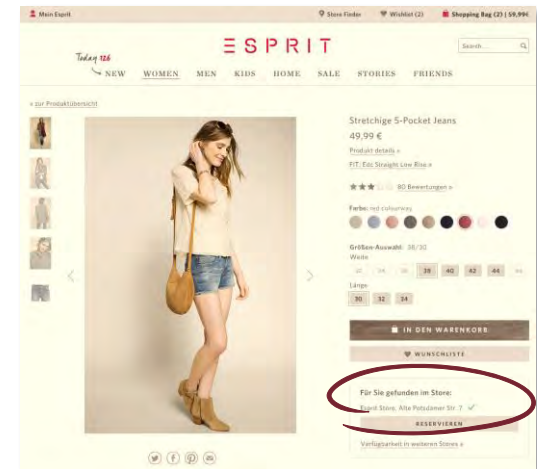 Mein Esprit
Store Finder
Wishlist (2)
Shopping Bag (2) | 59,99€
Today 126
ESPRIT
Search...
NEW WOMEN MEN KIDS HOME SALE STORIES FRIENDS
« zur Produktübersicht
Stretchige 5-Pocket Jeans
49,99 €
Produkt details »
FIT: Edc Straight Low Rise »
80 Bewertungen »
Farbe: red colourway
Größen-Auswahl: 38/30
Weite
38 40 42 44
Länge
30 32 34
IN DEN WARENKORB
WUNSCHLISTE
Für Sie gefunden im Store:
Esprit Store, Alte Potsdamer Str. 7
RESERVIEREN
Verfügbarkeit in weiteren Stores »